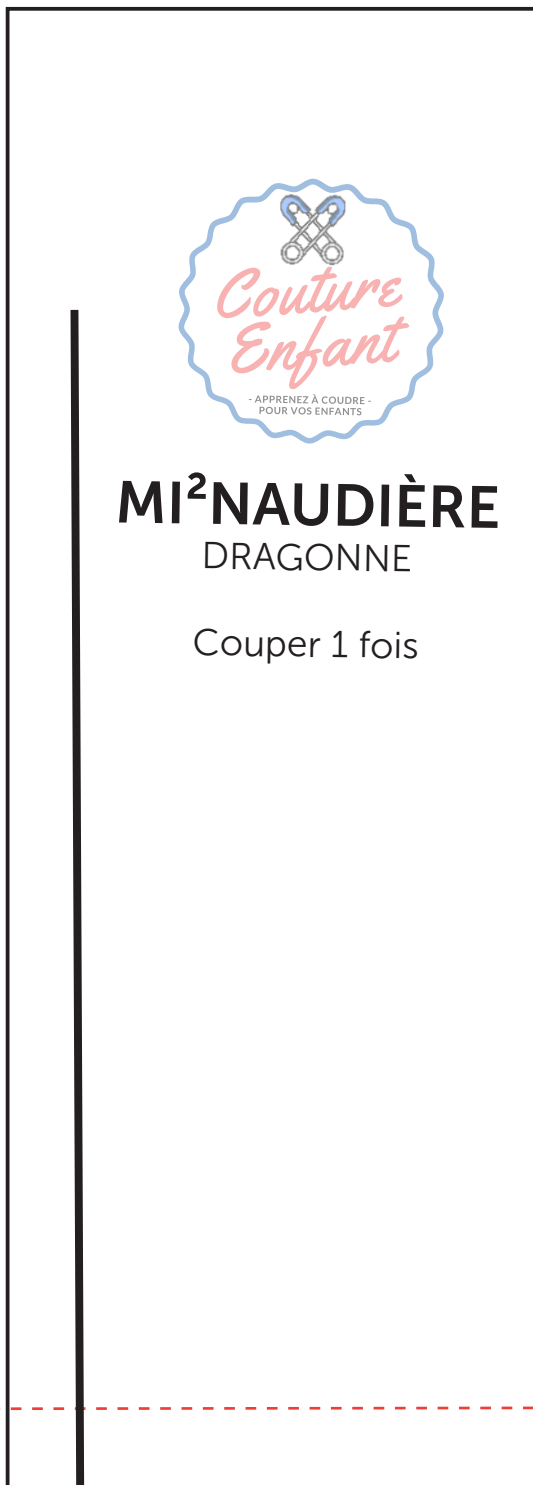 Couture
Enfant
- APPRENEZ À COUDRE -
POUR VOS ENFANTS
MI²NAUDIÈRE
DRAGONNE
Couper 1 fois